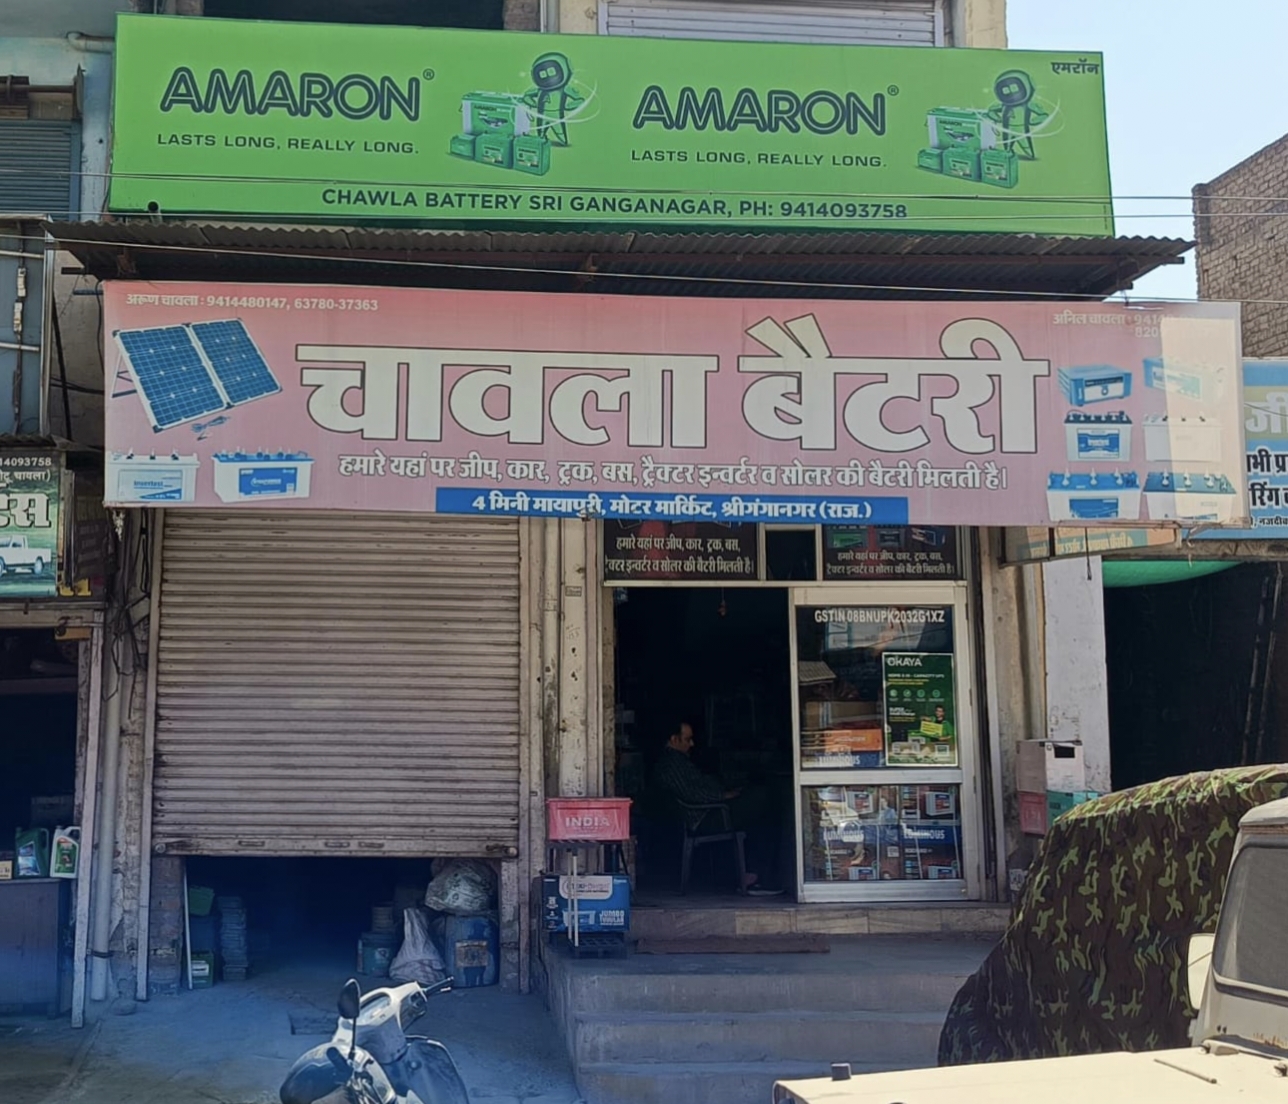 AMARON®
LASTS LONG, REALLY LONG.
AMARON®
LASTS LONG, REALLY LONG.
एमरॉन
CHAWLA BATTERY SRI GANGANAGAR, PH: 9414093758
अरूण चावला : 9414480147, 63780-37363
अनिल चावला
चावला बैटरी
हमारे यहां पर जीप, कार, ट्रक, बस, ट्रैक्टर इन्वर्टर व सोलर की बैटरी मिलती है।
4 मिनी मायापुरी, मोटर मार्किट, श्रीगंगानगर (राज.)
14093758
हमारे यहां पर जीप, कार, ट्रक, बस,
इन्वर्टर व सोलर की बैटरी मिलती है।
हमारे यहां पर जीप, कार, ट्रक, बस,
इन्वर्टर व सोलर की बैटरी मिलती है।
GSTIN 08BNUPK2032G1XZ
OKAYA
INDIA
JUMBO
TUBULAR
LUMINOUS